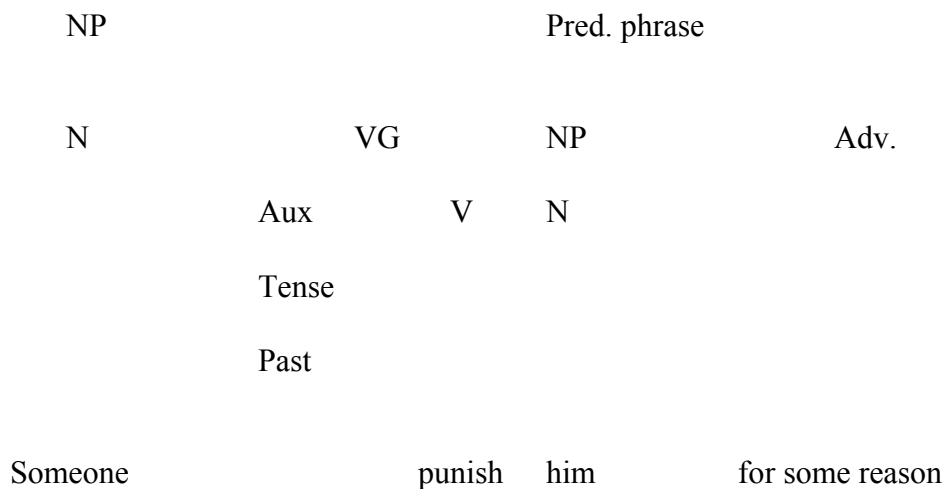 NP Pred. phrase
N VG NP Adv.
Aux V N
Tense
Past
Someone punish him for some reason